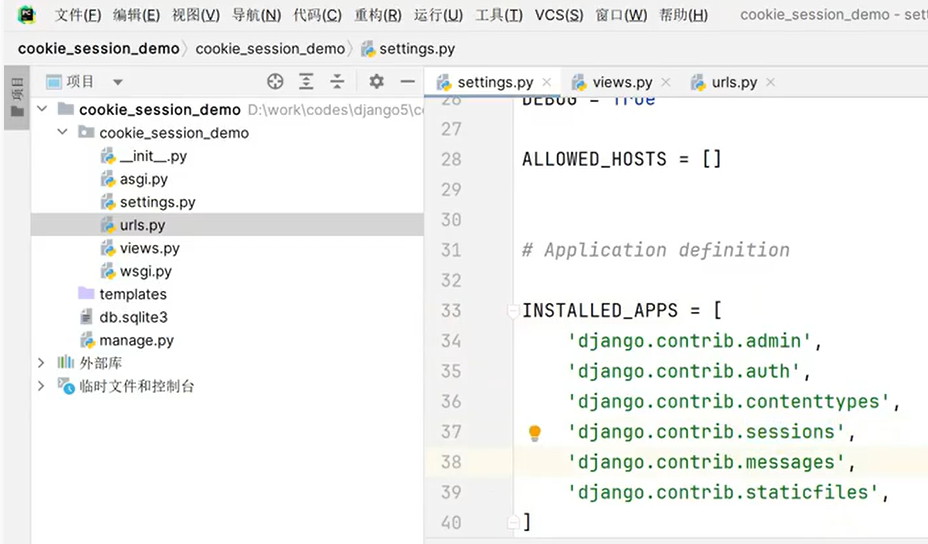 文件(F) 编辑(E) 视图(V) 导航(N) 代码(C) 重构(R) 运行(U) 工具(T) VCS(S) 窗口(W) 帮助(H) cookie_session_demo - sett
cookie_session_demo cookie_session_demo settings.py
项目
项目
settings.py views.py urls.py
cookie_session_demo D:\work\codes\django5\c
cookie_session_demo
__init__.py
asgi.py
settings.py
urls.py
views.py
wsgi.py
templates
db.sqlite3
manage.py
外部库
临时文件和控制台
26 DEBUG = True
27
28 ALLOWED_HOSTS = []
29
30
31 # Application definition
32
33 INSTALLED_APPS = [
34 'django.contrib.admin',
35 'django.contrib.auth',
36 'django.contrib.contenttypes',
37 'django.contrib.sessions',
38 'django.contrib.messages',
39 'django.contrib.staticfiles',
40 ]